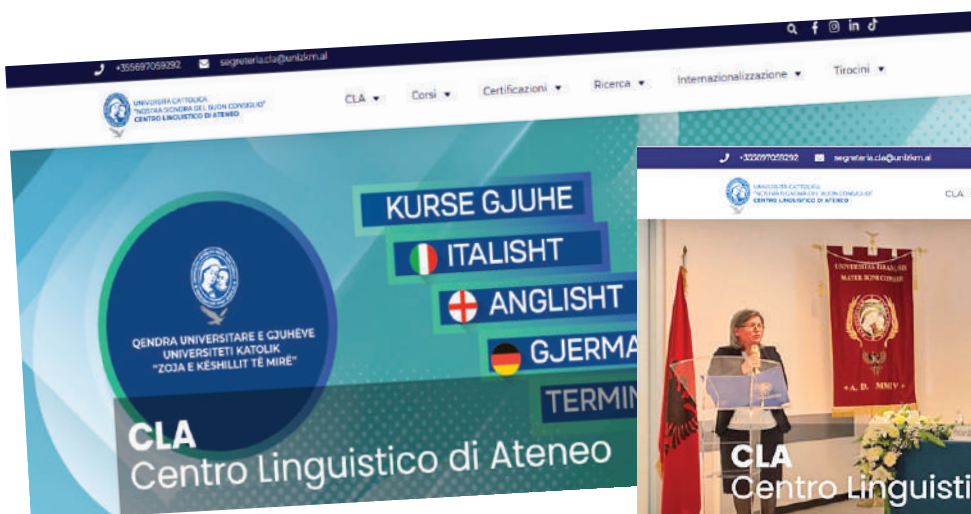 +355697059292 segreteria.cla@unizkm.al
UNIVERSITÀ CATTOLICA
"NOSTRA SIGNORA DEL BUON CONSIGLIO"
CENTRO LINGUISTICO DI ATENEO
CLA Corsi Certificazioni Ricerca Internazionalizzazione Tirocini
KURSE GJUHE
ITALISHT
ANGLISHT
GJERMA
TERMIN
QENDRA UNIVERSITARE E GJUHËVE
UNIVERSITETI KATOLIK
"ZOJA E KËSHILLIT TË MIRË"
CLA
Centro Linguistico di Ateneo
+355697059292 segreteria.cla@unizkm.al
UNIVERSITÀ CATTOLICA
"NOSTRA SIGNORA DEL BUON CONSIGLIO"
CENTRO LINGUISTICO DI ATENEO
CLA
UNIVERSITAS TIRANENSIS
MATER BONI CONSILII
A. D. MMIV
CLA
Centro Linguisti